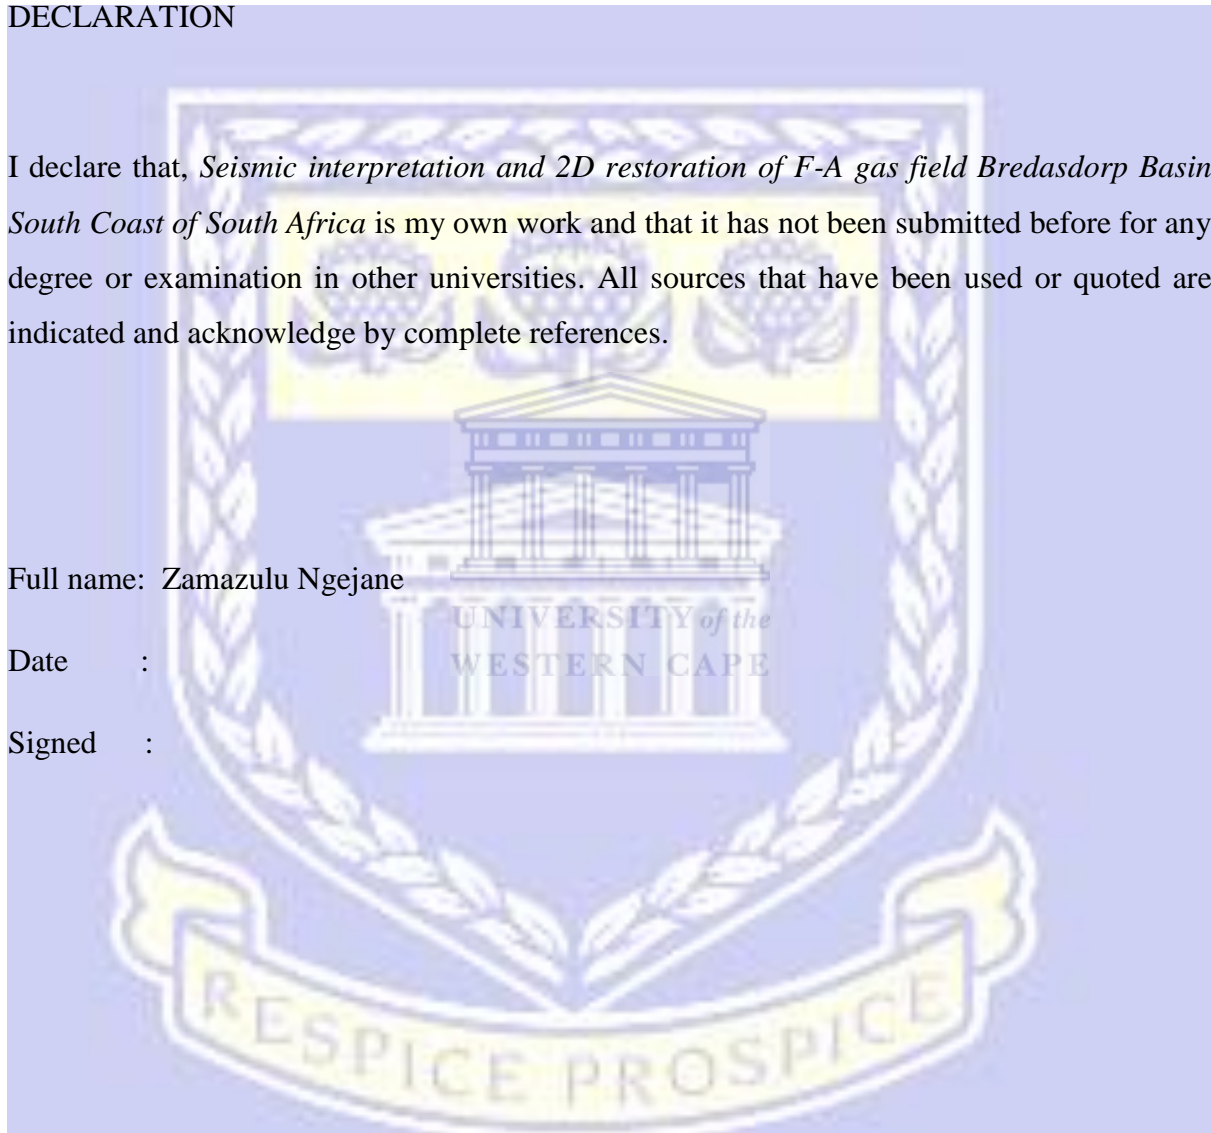 DECLARATION
I declare that, Seismic interpretation and 2D restoration of F-A gas field Bredasdorp Basin
South Coast of South Africa is my own work and that it has not been submitted before for any
degree or examination in other universities. All sources that have been used or quoted are
indicated and acknowledge by complete references.
Full name: Zamazulu Ngejane
UNIVERSITY of the
Date :
WESTERN CAPE
Signed :
RESPICE PROSPICE